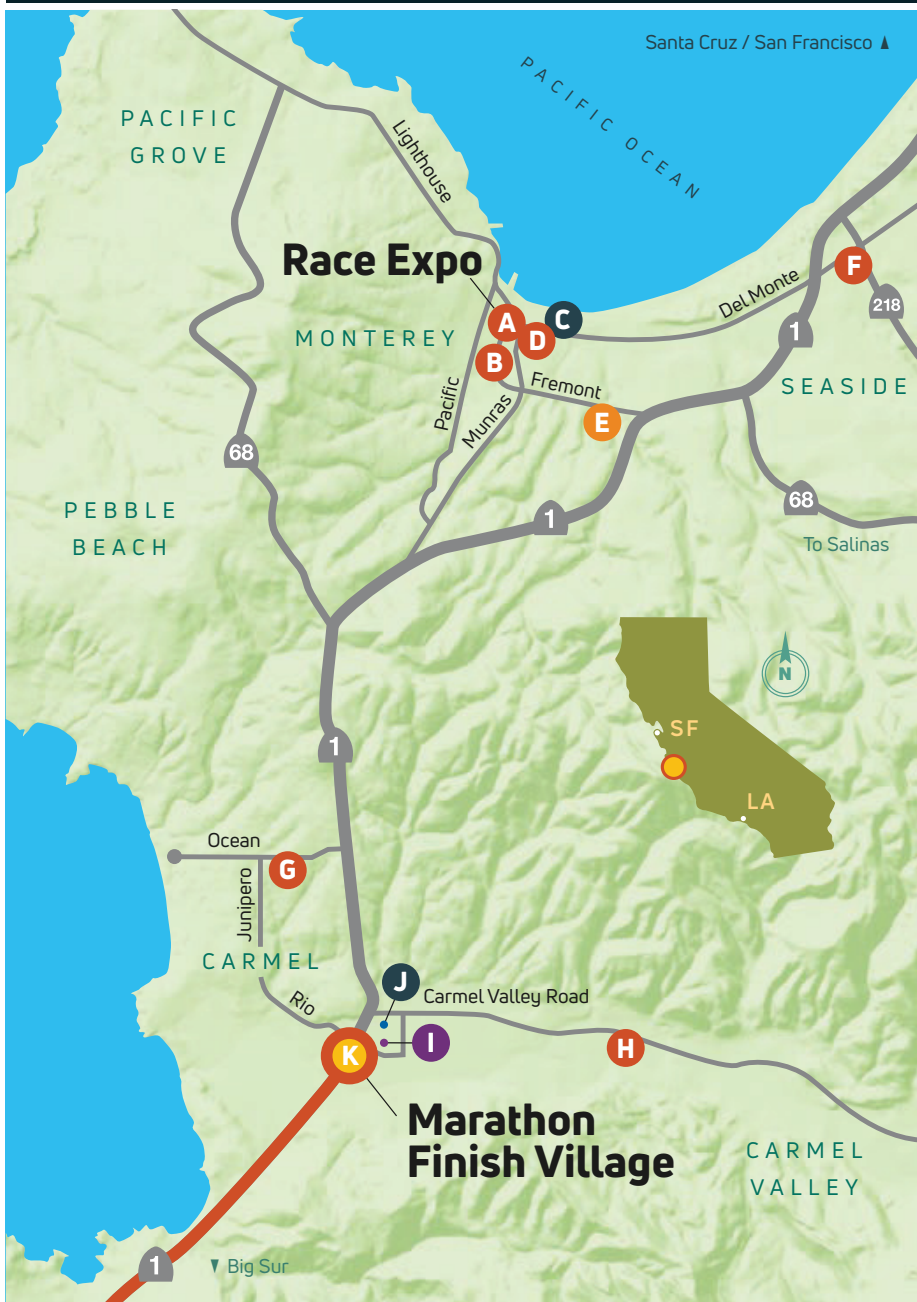 Santa Cruz / San Francisco ▲
PACIFIC OCEAN
PACIFIC
GROVE
Lighthouse
Race Expo
MONTEREY
A
B
C
D
Del Monte
F
218
1
SEASIDE
Pacific
Munras
Fremont
E
68
PEBBLE
BEACH
1
68
To Salinas
N
SF
LA
1
Ocean
G
Junipero
CARMEL
J
Carmel Valley Road
Rio
I
K
H
Marathon
Finish Village
CARMEL
VALLEY
1
▼ Big Sur